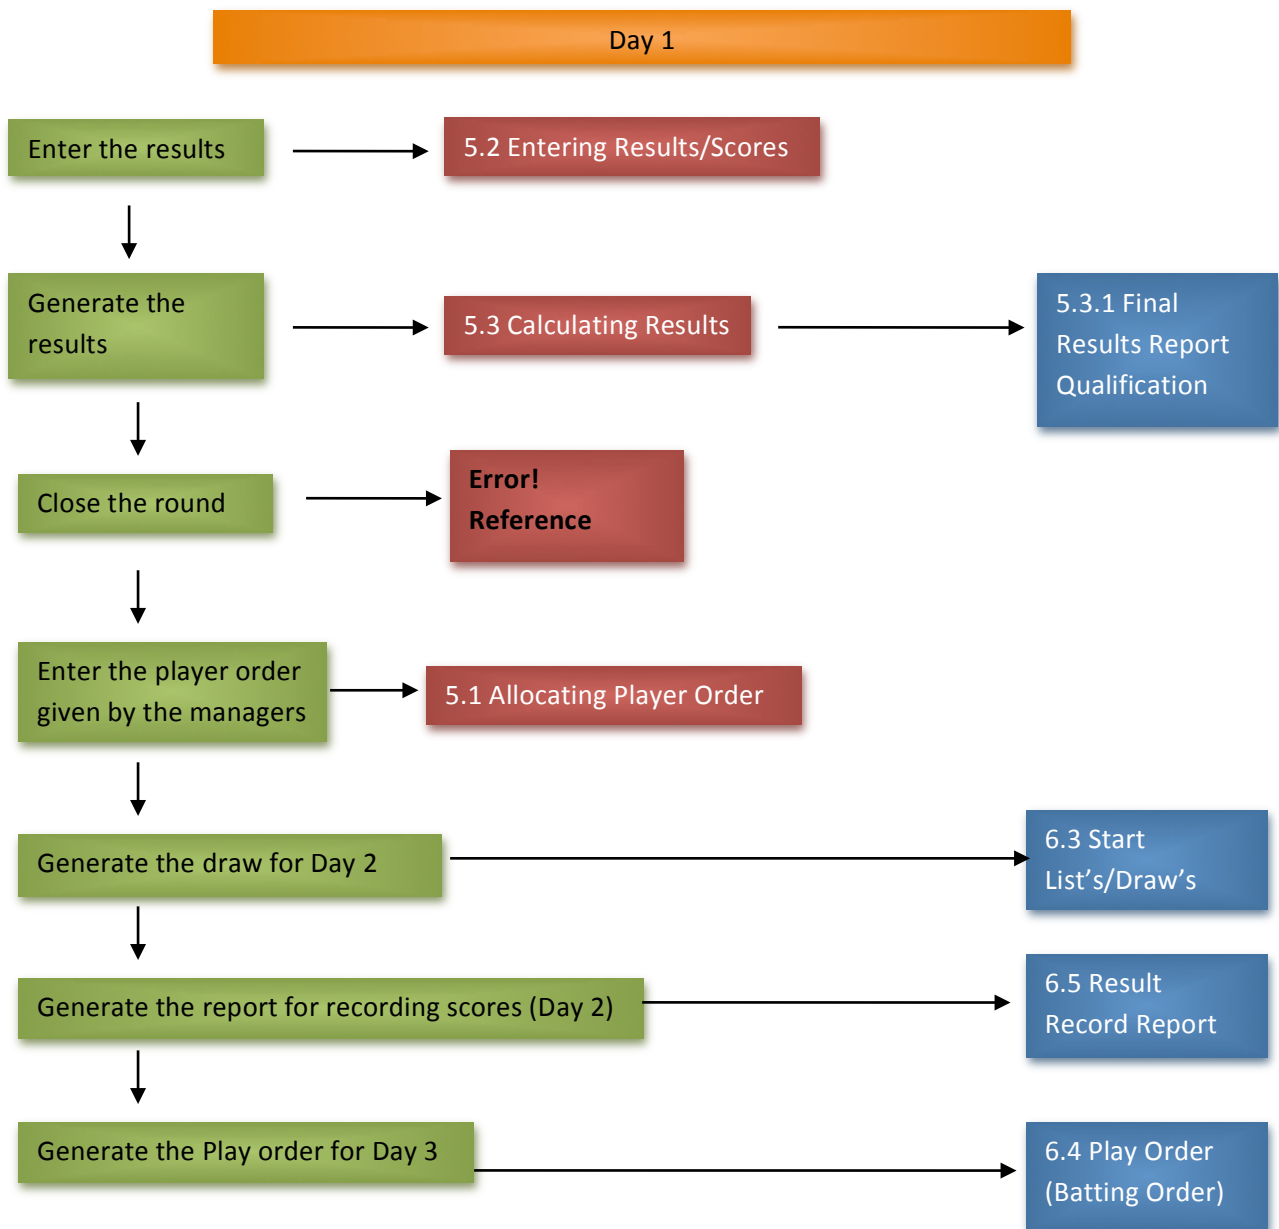 Day 1
Enter the results
5.2 Entering Results/Scores
Generate the
results
5.3 Calculating Results
5.3.1 Final
Results Report
Qualification
Close the round
Error!
Reference
Enter the player order
given by the managers
5.1 Allocating Player Order
Generate the draw for Day 2
6.3 Start
List’s/Draw’s
Generate the report for recording scores (Day 2)
6.5 Result
Record Report
Generate the Play order for Day 3
6.4 Play Order
(Batting Order)